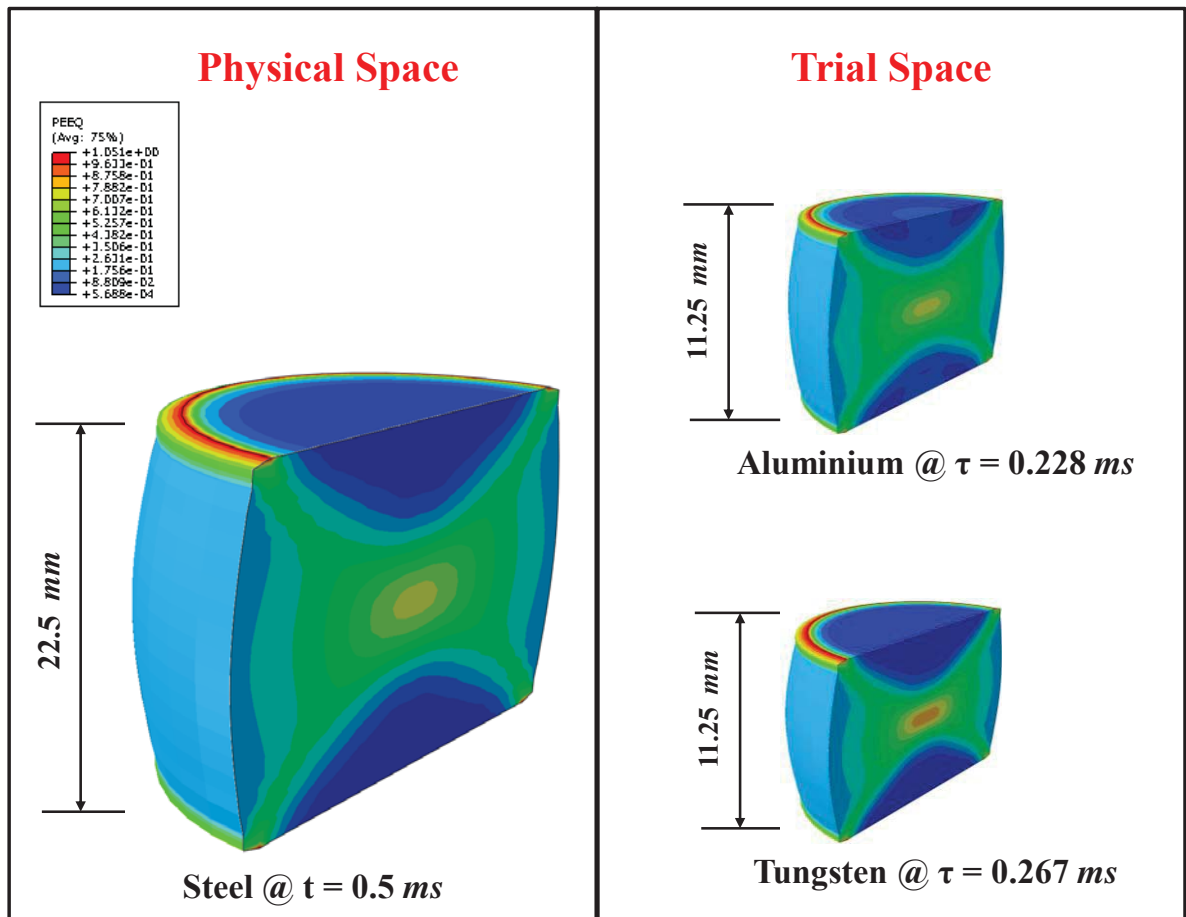 Physical Space
PEEQ
(Avg: 75%)
+1.051e+00
+9.633e-01
+8.758e-01
+7.882e-01
+7.007e-01
+6.132e-01
+5.257e-01
+4.382e-01
+3.506e-01
+2.631e-01
+1.756e-01
+8.809e-02
+5.688e-04
22.5 mm
Steel @ t = 0.5 ms
Trial Space
11.25 mm
Aluminium @ τ = 0.228 ms
11.25 mm
Tungsten @ τ = 0.267 ms